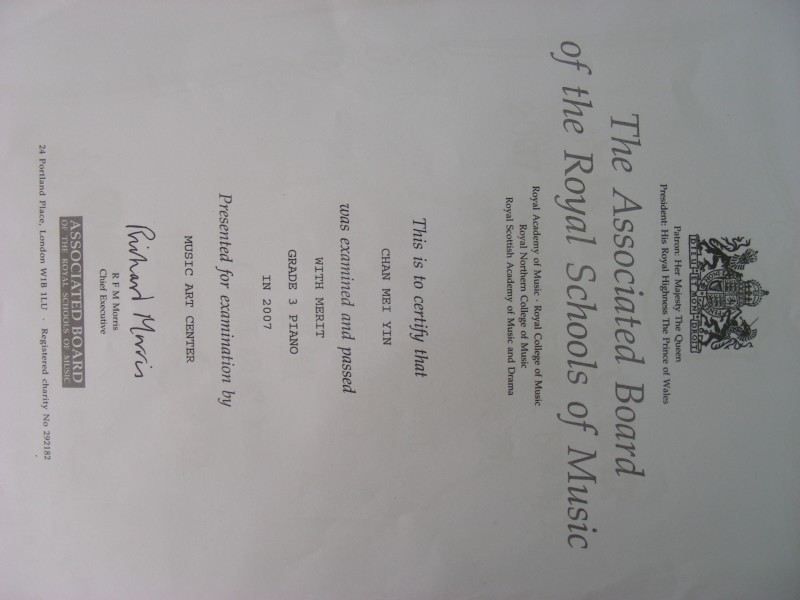 DIEU ET MON DROIT
Patron: Her Majesty The Queen
President: His Royal Highness The Prince of Wales
The Associated Board
of the Royal Schools of Music
Royal Academy of Music · Royal College of Music
Royal Northern College of Music
Royal Scottish Academy of Music and Drama
This is to certify that
CHAN MEI YIN
was examined and passed
WITH MERIT
GRADE 3 PIANO
IN 2007
Presented for examination by
MUSIC ART CENTER
Richard Morris
R F M Morris
Chief Executive
ASSOCIATED BOARD
OF THE ROYAL SCHOOLS OF MUSIC
24 Portland Place, London W1B 1LU · Registered charity No 292182